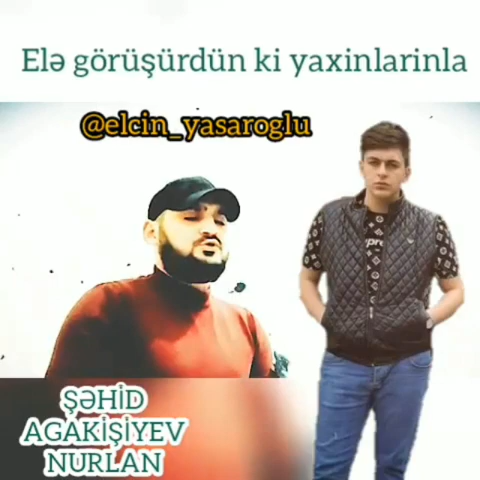 Elə görüşürdün ki yaxinlarinla
@elcin_yasaroglu
ŞƏHİD
AGAKİŞİYEV
NURLAN